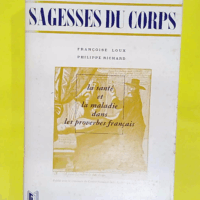 SAGESSES DU CORPS
FRANÇOISE LOUX
PHILIPPE RICHARD
la santé
et
la maladie
dans
les proverbes français